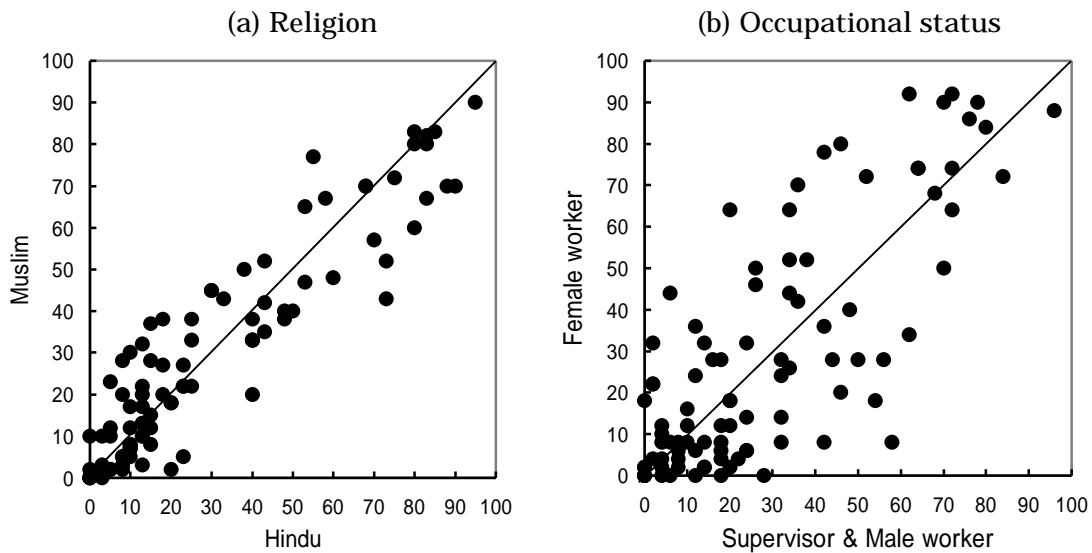 (a) Religion
100
90
80
70
60
50
40
30
20
10
0
Muslim
0 10 20 30 40 50 60 70 80 90 100
Hindu
(b) Occupational status
100
90
80
70
60
50
40
30
20
10
0
Female worker
0 10 20 30 40 50 60 70 80 90 100
Supervisor & Male worker